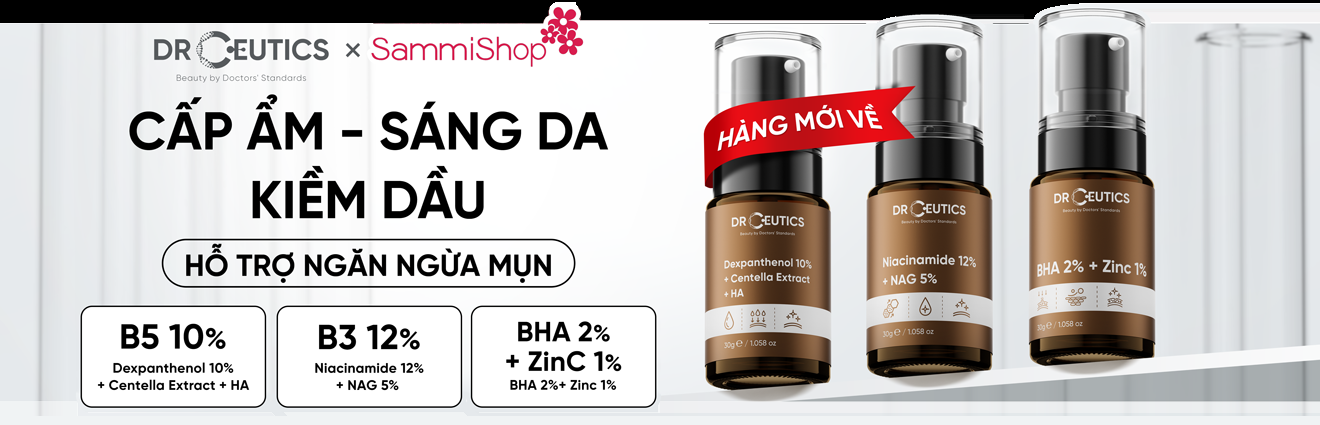 DR CEUTICS × SammiShop
Beauty by Doctors' Standards
CẤP ẨM - SÁNG DA
KIỀM DẦU
HỖ TRỢ NGĂN NGỪA MỤN
B5 10%
Dexpanthenol 10%
+ Centella Extract + HA
B3 12%
Niacinamide 12%
+ NAG 5%
BHA 2%
+ ZinC 1%
BHA 2%+ Zinc 1%
HÀNG MỚI VỀ
DR CEUTICS
Beauty by Doctors' Standards
Dexpanthenol 10%
+ Centella Extract
+ HA
30g ℮ / 1,058 oz
DR CEUTICS
Beauty by Doctors' Standards
Niacinamide 12%
+ NAG 5%
30g ℮ / 1,058 oz
DR CEUTICS
Beauty by Doctors' Standards
BHA 2% + Zinc 1%
30g ℮ / 1,058 oz